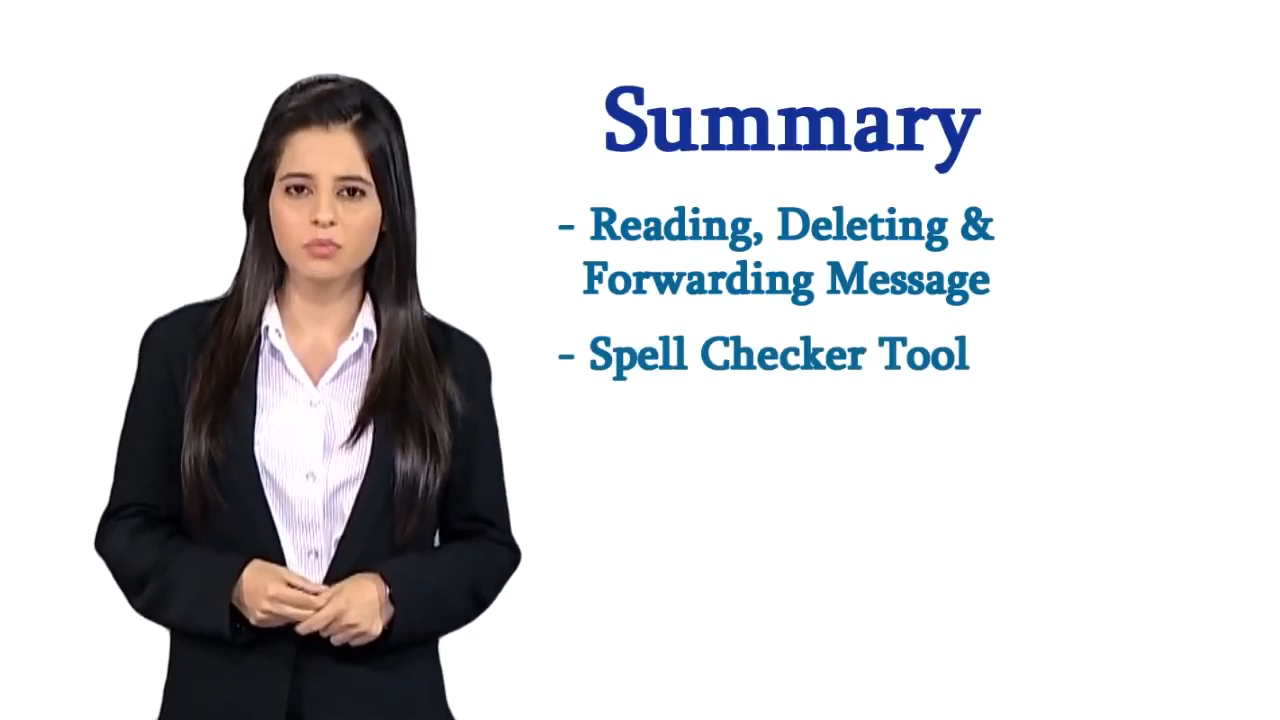 Summary
- Reading, Deleting &
Forwarding Message
- Spell Checker Tool